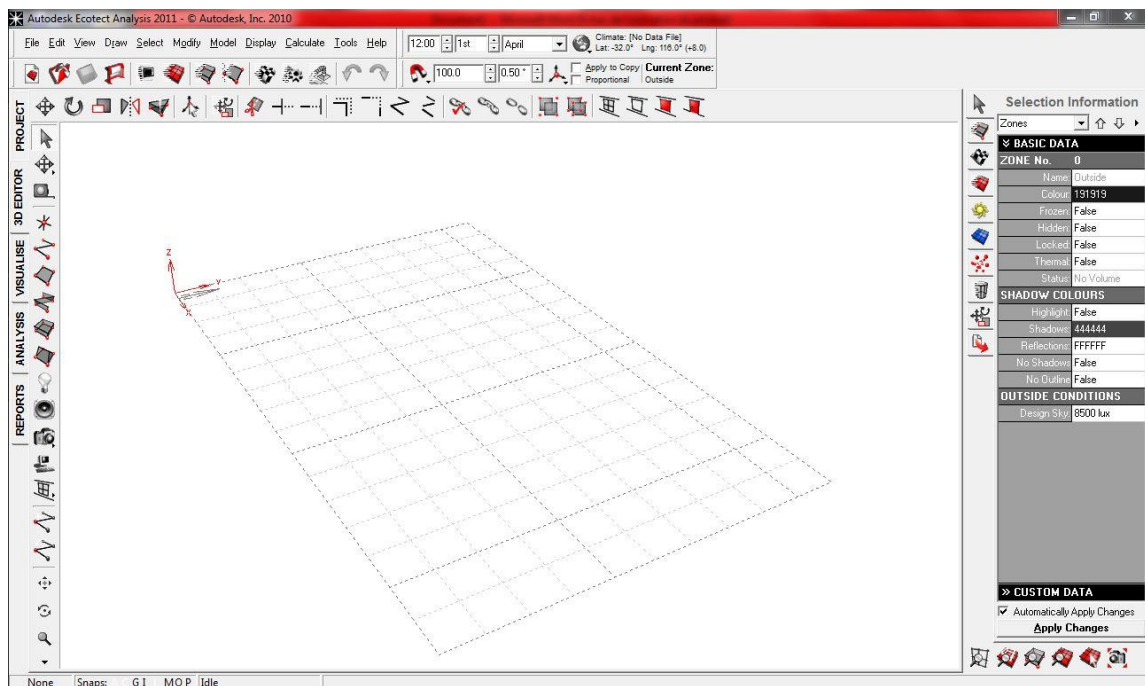 Autodesk Ecotect Analysis 2011 - © Autodesk, Inc. 2010
File Edit View Draw Select Modify Model Display Calculate Tools Help
12:00 1st April
Climate: [No Data File]
Lat: -32.0° Lng: 116.0° (+8.0)
100.0 0.50 °
Apply to Copy
Proportional
Current Zone:
Outside
PROJECT
3D EDITOR
VISUALISE
ANALYSIS
REPORTS
z
y
x
Selection Information
Zones
BASIC DATA
ZONE No. 0
Name: Outside
Colour: 191919
Frozen: False
Hidden: False
Locked: False
Thermal: False
Status: No Volume
SHADOW COLOURS
Highlight: False
Shadows: 444444
Reflections: FFFFFF
No Shadow: False
No Outline: False
OUTSIDE CONDITIONS
Design Sky: 8500 lux
CUSTOM DATA
Automatically Apply Changes
Apply Changes
None Snaps: G I M O P Idle